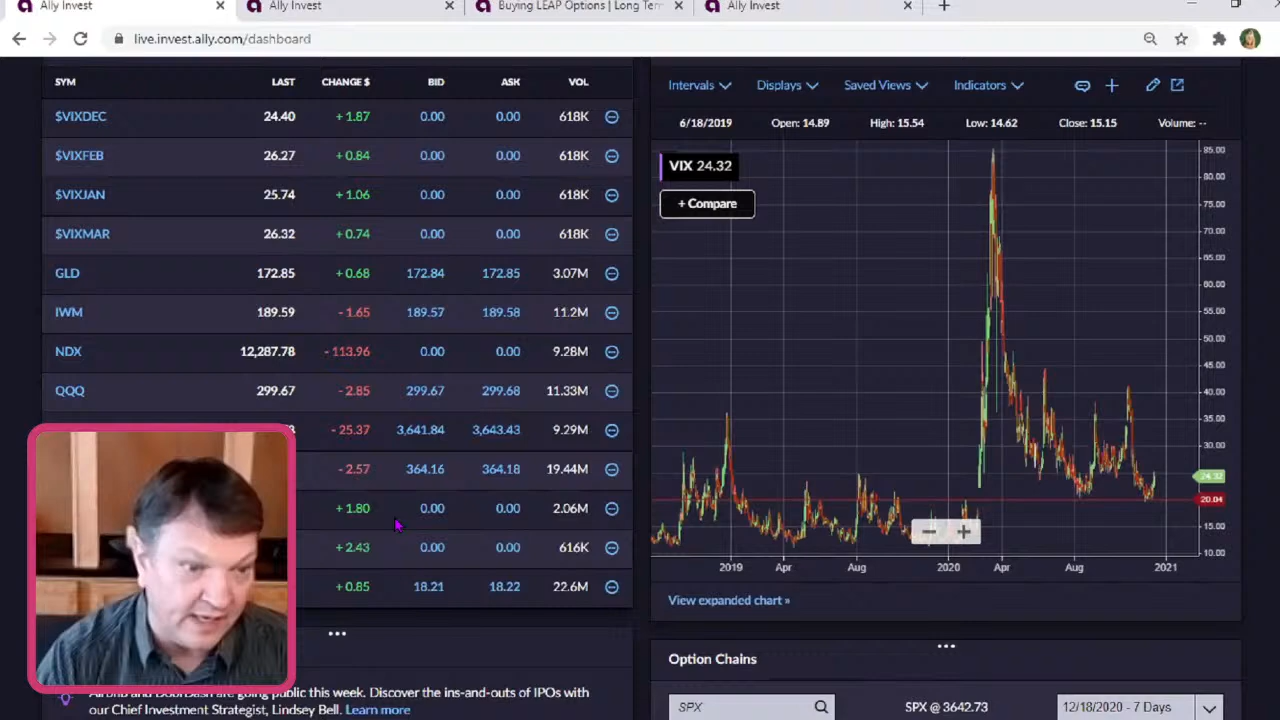 Ally Invest
Ally Invest
Buying LEAP Options | Long Ter
Ally Invest
live.invest.ally.com/dashboard
SYM LAST CHANGE $ BID ASK VOL
$VIXDEC 24.40 + 1.87 0.00 0.00 618K
$VIXFEB 26.27 + 0.84 0.00 0.00 618K
$VIXJAN 25.74 + 1.06 0.00 0.00 618K
$VIXMAR 26.32 + 0.74 0.00 0.00 618K
GLD 172.85 + 0.68 172.84 172.85 3.07M
IWM 189.59 - 1.65 189.57 189.58 11.2M
NDX 12,287.78 - 113.96 0.00 0.00 9.28M
QQQ 299.67 - 2.85 299.67 299.68 11.33M
3 - 25.37 3,641.84 3,643.43 9.29M
- 2.57 364.16 364.18 19.44M
+ 1.80 0.00 0.00 2.06M
+ 2.43 0.00 0.00 616K
+ 0.85 18.21 18.22 22.6M
Airbnb and DoorDash are going public this week. Discover the ins-and-outs of IPOs with
our Chief Investment Strategist, Lindsey Bell. Learn more
Intervals Displays Saved Views Indicators
6/18/2019 Open: 14.89 High: 15.54 Low: 14.62 Close: 15.15 Volume: --
VIX 24.32
+ Compare
85.00
80.00
75.00
70.00
65.00
60.00
55.00
50.00
45.00
40.00
35.00
30.00
24.32
20.04
15.00
10.00
2019 Apr Aug 2020 Apr Aug 2021
View expanded chart »
Option Chains
SPX SPX @ 3642.73 12/18/2020 - 7 Days